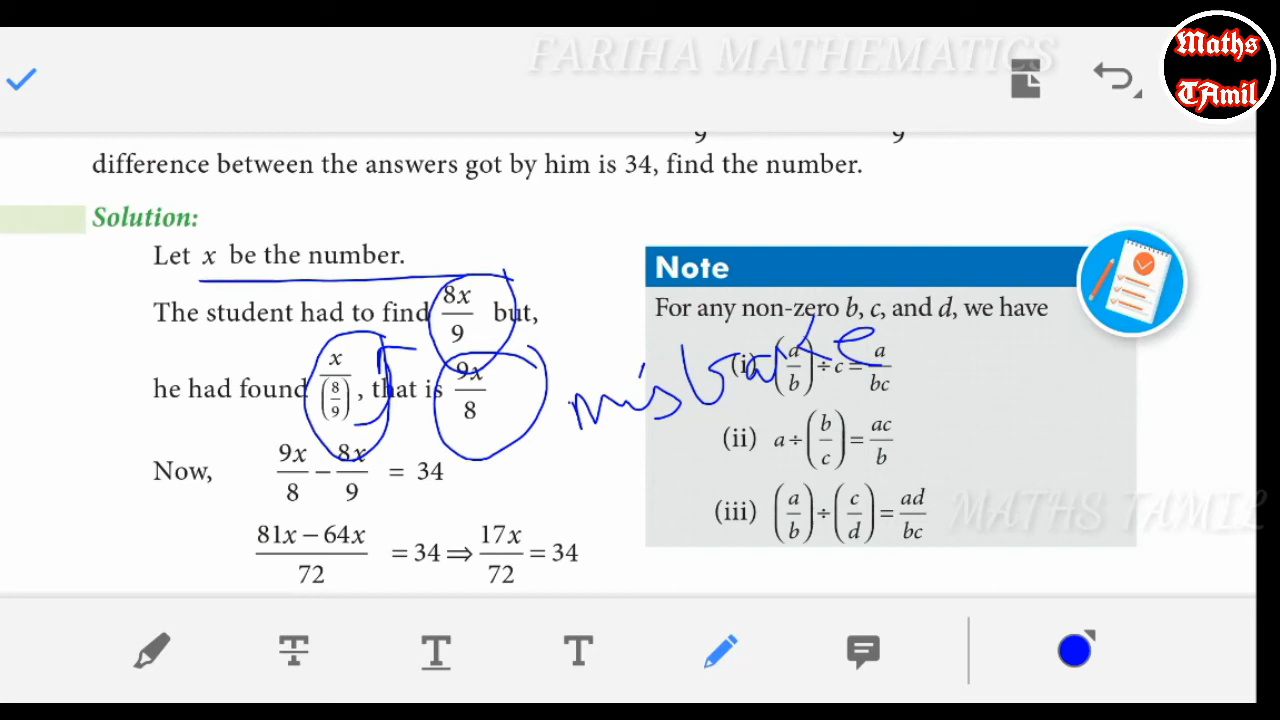 FARIHA MATHEMATICS
Maths
TAmil
9 9
difference between the answers got by him is 34, find the number.
Solution:
Let x be the number.
The student had to find 8x/9 but,
he had found x/(8/9), that is 9x/8
mistake
Now, 9x/8 − 8x/9 = 34
(81x − 64x)/72 = 34 ⇒ 17x/72 = 34
Note
For any non-zero b, c, and d, we have
(i) (a/b) ÷ c = a/bc
(ii) a ÷ (b/c) = ac/b
(iii) (a/b) ÷ (c/d) = ad/bc
MATHS TAMIL
T T T